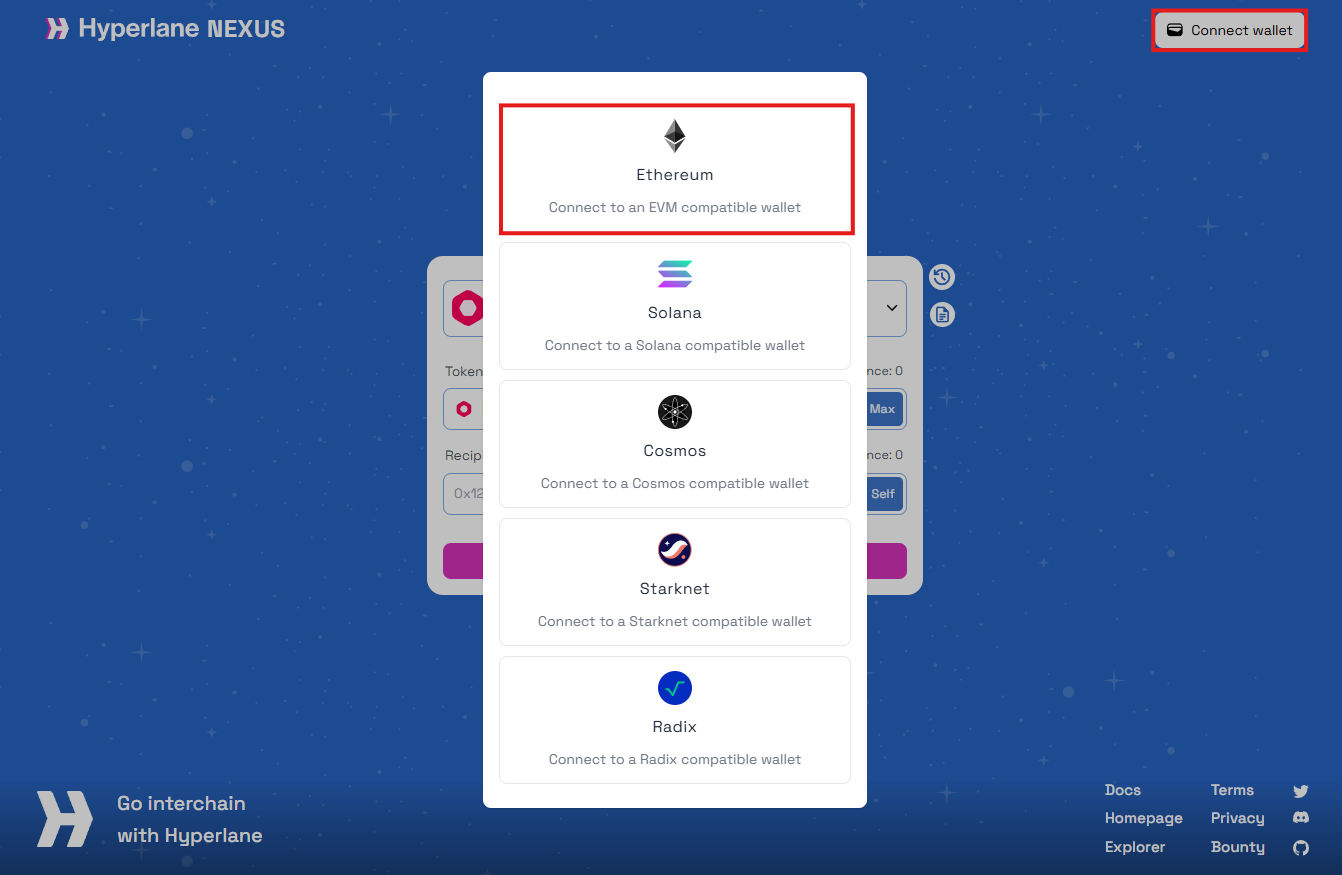 Hyperlane NEXUS
Connect wallet
Ethereum
Connect to an EVM compatible wallet
Solana
Connect to a Solana compatible wallet
Token
nce: 0
Max
Cosmos
Connect to a Cosmos compatible wallet
Recip
nce: 0
0x12
Self
Starknet
Connect to a Starknet compatible wallet
Radix
Connect to a Radix compatible wallet
Go interchain
with Hyperlane
Docs Terms
Homepage Privacy
Explorer Bounty